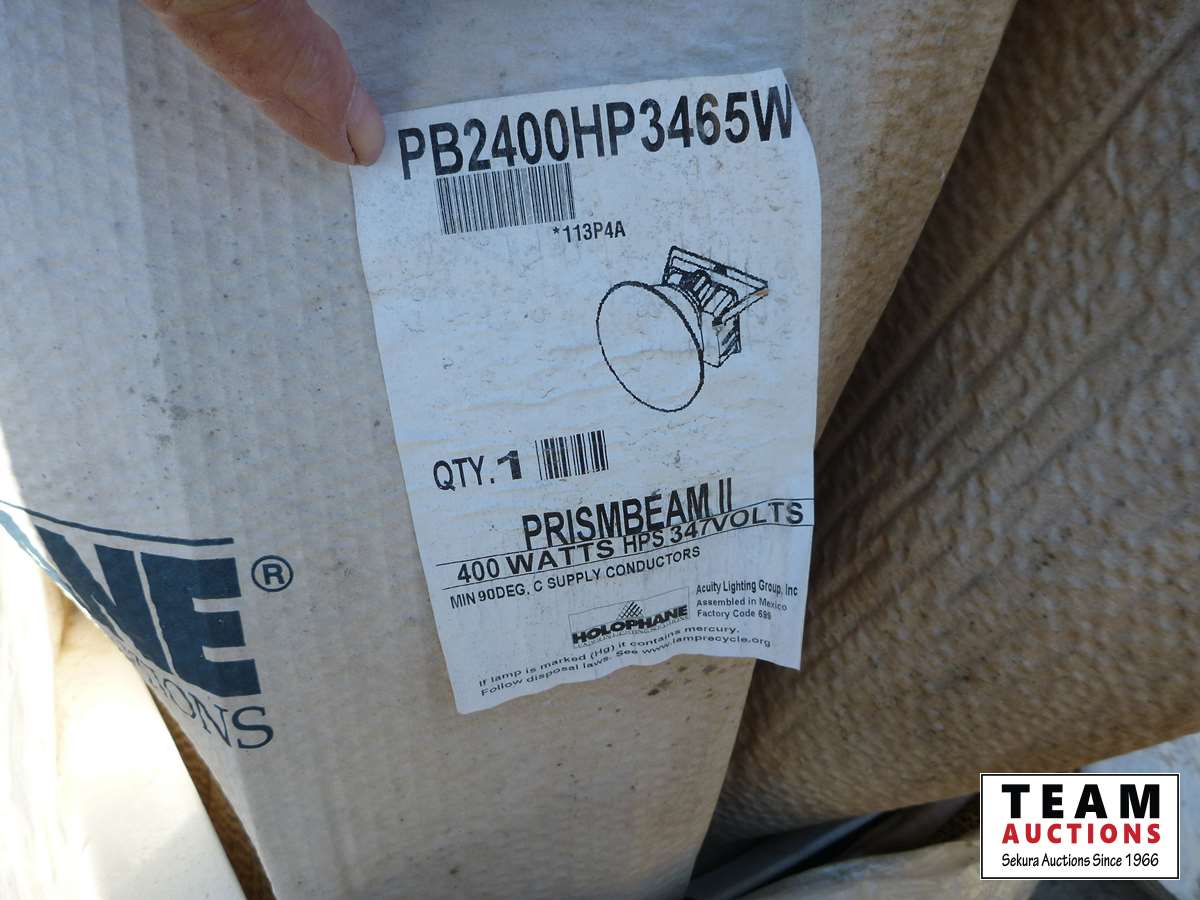 PB2400HP3465W
*113P4A
QTY. 1
PRISMBEAM II
400 WATTS HPS 347VOLTS
MIN 90DEG. C SUPPLY CONDUCTORS
Acuity Lighting Group, Inc
Assembled in Mexico
Factory Code 699
HOLOPHANE
If lamp is marked (Hg) it contains mercury.
Follow disposal laws. See www.lamprecycle.org
NE®
IONS
TEAM
AUCTIONS
Sekura Auctions Since 1966